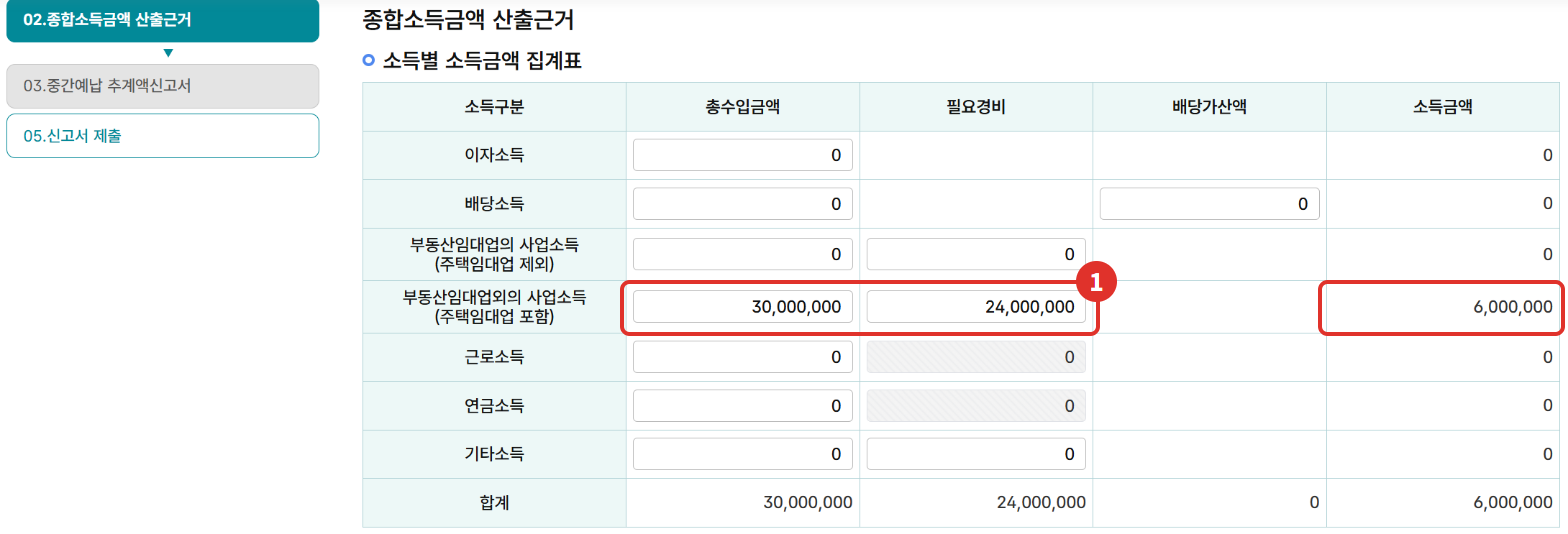 02.종합소득금액 산출근거
03.중간예납 추계액신고서
05.신고서 제출
종합소득금액 산출근거
소득별 소득금액 집계표
소득구분 총수입금액 필요경비 배당가산액 소득금액
이자소득 0 0
배당소득 0 0 0
부동산임대업의 사업소득
(주택임대업 제외) 0 0 0
1
부동산임대업외의 사업소득
(주택임대업 포함) 30,000,000 24,000,000 6,000,000
근로소득 0 0 0
연금소득 0 0 0
기타소득 0 0 0
합계 30,000,000 24,000,000 0 6,000,000